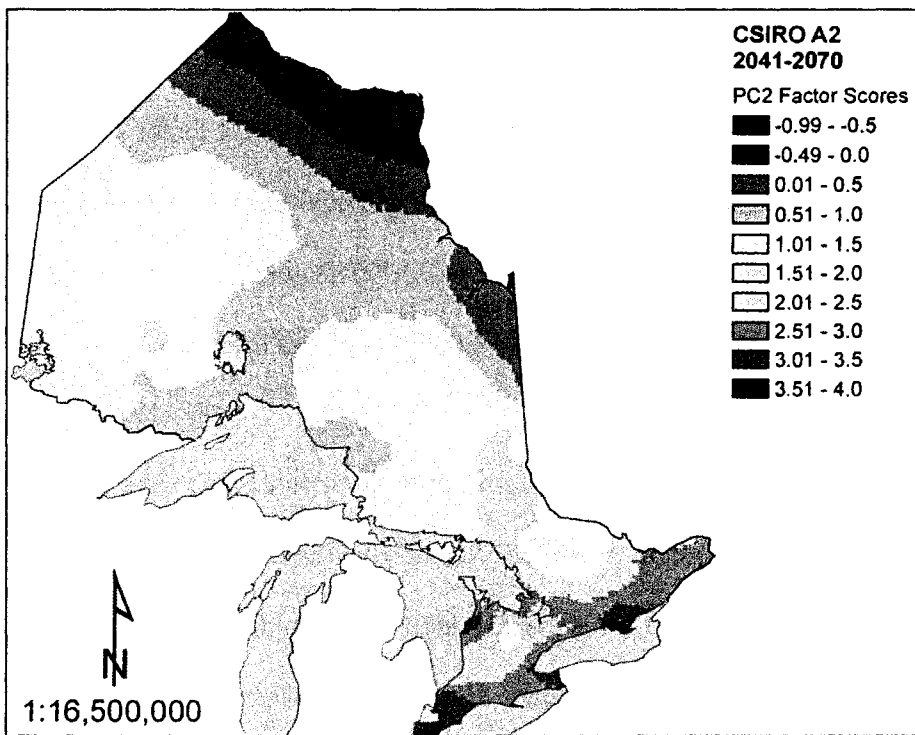 CSIRO A2
2041-2070
PC2 Factor Scores
-0.99 - -0.5
-0.49 - 0.0
0.01 - 0.5
0.51 - 1.0
1.01 - 1.5
1.51 - 2.0
2.01 - 2.5
2.51 - 3.0
3.01 - 3.5
3.51 - 4.0
N
1:16,500,000